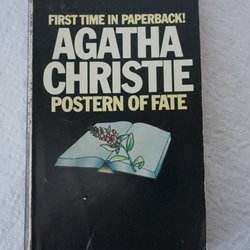 FIRST TIME IN PAPERBACK!
AGATHA
CHRISTIE
POSTERN OF FATE